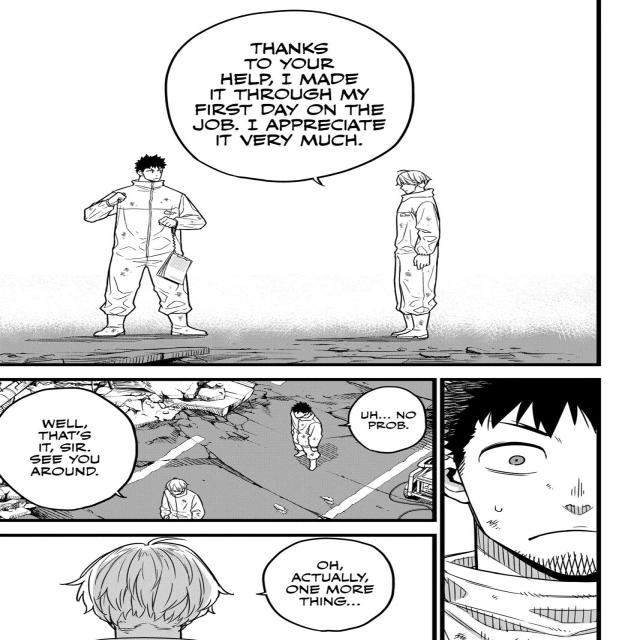 THANKS
TO YOUR
HELP, I MADE
IT THROUGH MY
FIRST DAY ON THE
JOB. I APPRECIATE
IT VERY MUCH.
UH... NO
PROB.
WELL,
THAT'S
IT, SIR.
SEE YOU
AROUND.
OH,
ACTUALLY,
ONE MORE
THING...